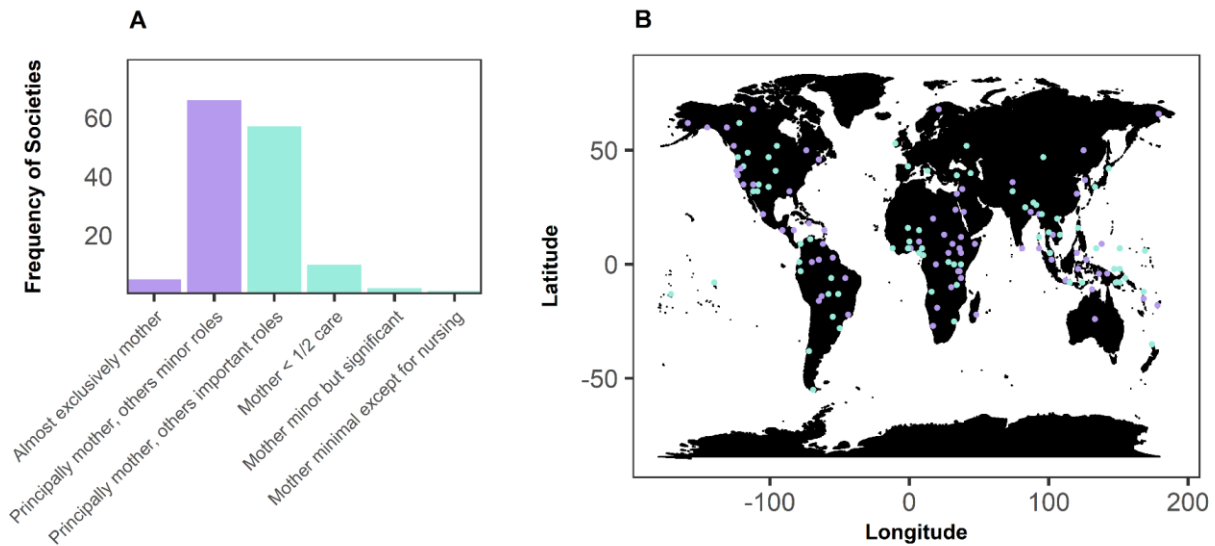 A
Frequency of Societies
60
40
20
Almost exclusively mother
Principally mother, others minor roles
Principally mother, others important roles
Mother < 1/2 care
Mother minor but significant
Mother minimal except for nursing
B
Latitude
50
0
-50
-100
0
100
200
Longitude